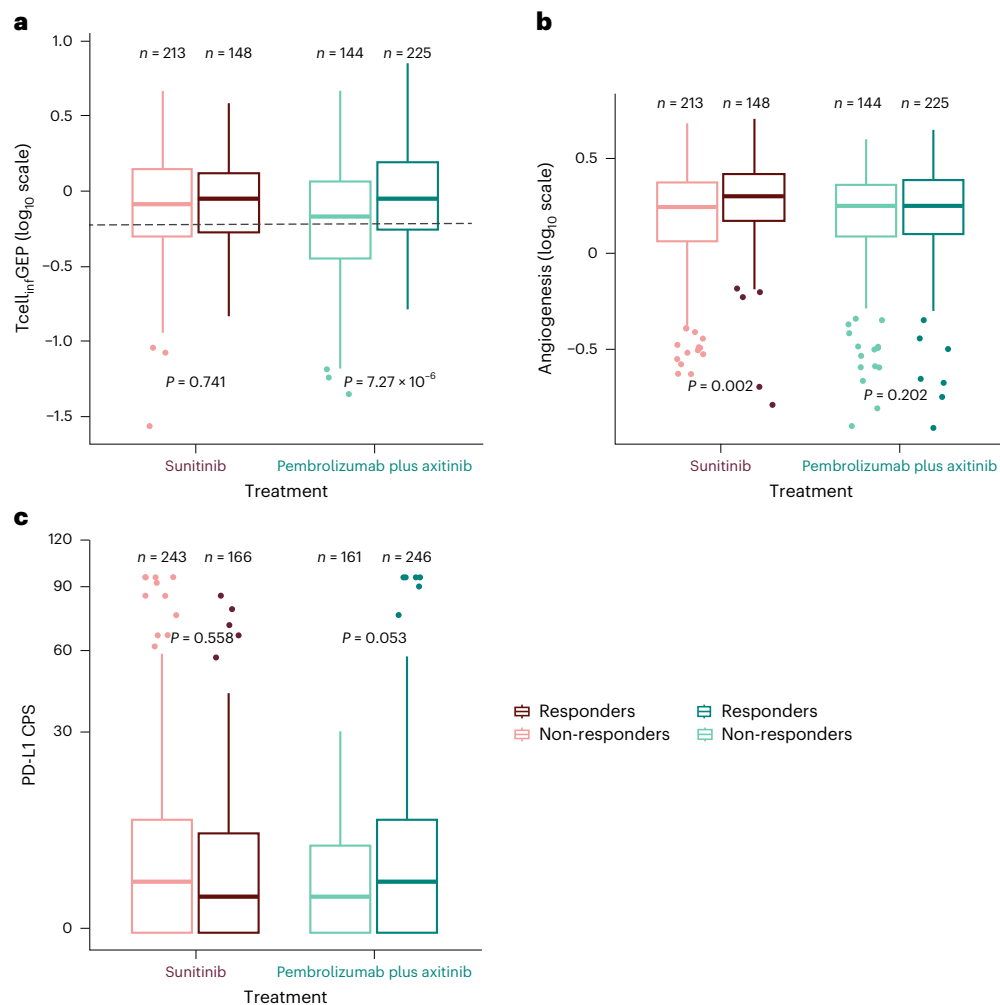 a
TcellinfGEP (log10 scale)
1.0
0.5
0
−0.5
−1.0
−1.5
n = 213 n = 148 n = 144 n = 225
P = 0.741 P = 7.27 × 10−6
Sunitinib Pembrolizumab plus axitinib
Treatment
b
Angiogenesis (log10 scale)
0.5
0
−0.5
n = 213 n = 148 n = 144 n = 225
P = 0.002 P = 0.202
Sunitinib Pembrolizumab plus axitinib
Treatment
c
PD-L1 CPS
120
90
60
30
0
n = 243 n = 166 n = 161 n = 246
P = 0.558 P = 0.053
Sunitinib Pembrolizumab plus axitinib
Treatment
Responders Responders
Non-responders Non-responders